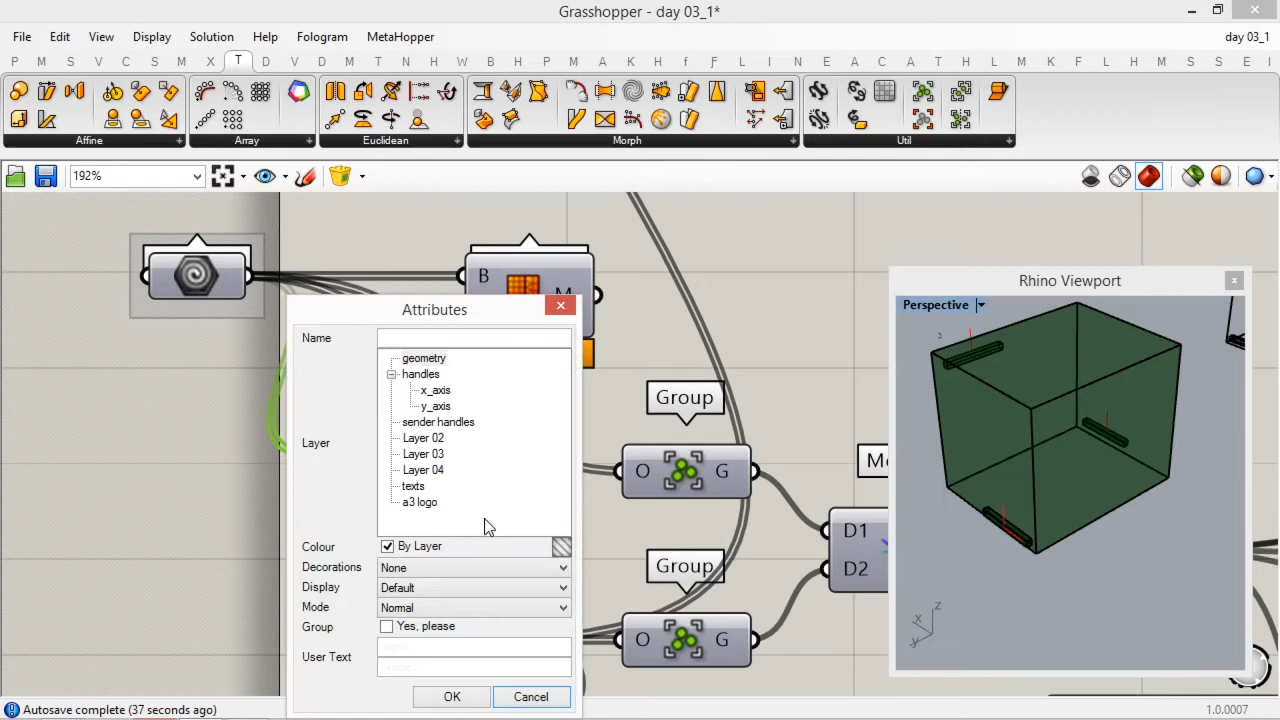 Grasshopper - day 03_1*
File Edit View Display Solution Help Fologram MetaHopper day 03_1
P M S V C S M X T D V T M T K W B P M A K M F L Z V N A R H L M C D F L H S E I
Affine Array Euclidean Morph Util
192%
B
M
Attributes
Name
Layer
geometry
handles
x_axis
y_axis
sender handles
Layer 02
Layer 03
Layer 04
texts
a3 logo
Colour By Layer
Decorations None
Display Default
Mode Normal
Group Yes, please
User Text
OK Cancel
Group
O G
Group
O G
Me
D1
D2
Rhino Viewport
Perspective
2
z
x
y
Autosave complete (37 seconds ago)
1.0.0007